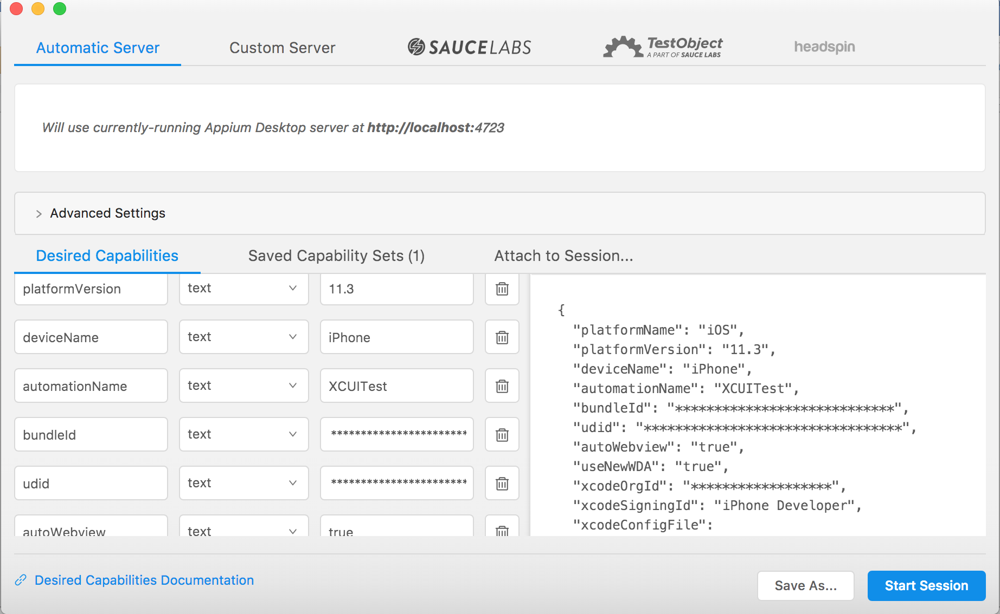 Automatic Server
Custom Server
SAUCELABS
TestObject
A PART OF SAUCE LABS
headspin
Will use currently-running Appium Desktop server at http://localhost:4723
Advanced Settings
Desired Capabilities
Saved Capability Sets (1)
Attach to Session...
platformVersion
text
11.3
deviceName
text
iPhone
automationName
text
XCUITest
bundleId
text
***********************
udid
text
***********************
autoWebview
text
true
{
"platformName": "iOS",
"platformVersion": "11.3",
"deviceName": "iPhone",
"automationName": "XCUITest",
"bundleId": "****************************",
"udid": "*********************************",
"autoWebview": "true",
"useNewWDA": "true",
"xcodeOrgId": "******************",
"xcodeSigningId": "iPhone Developer",
"xcodeConfigFile":
Desired Capabilities Documentation
Save As...
Start Session